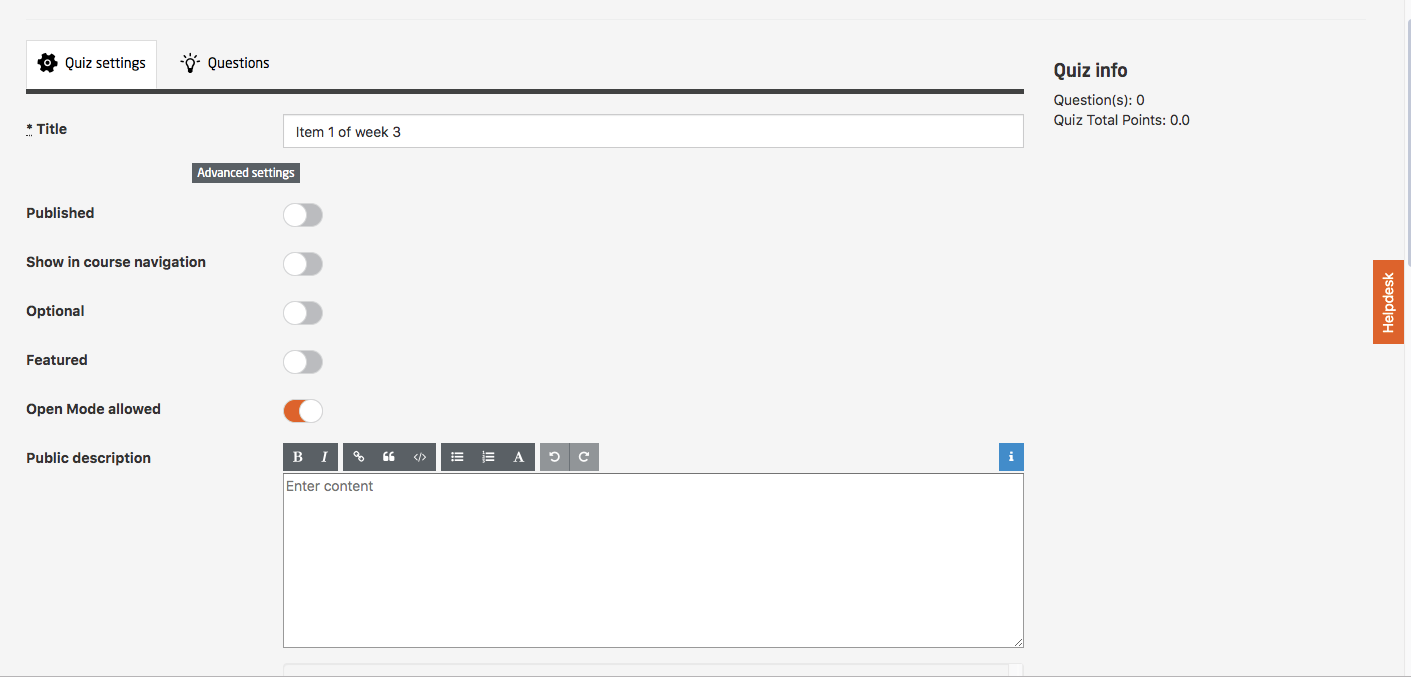 Quiz settings
Questions
Quiz info
Question(s): 0
Quiz Total Points: 0.0
* Title
Item 1 of week 3
Advanced settings
Published
Show in course navigation
Optional
Featured
Open Mode allowed
Public description
B I </> A i
Enter content
Helpdesk